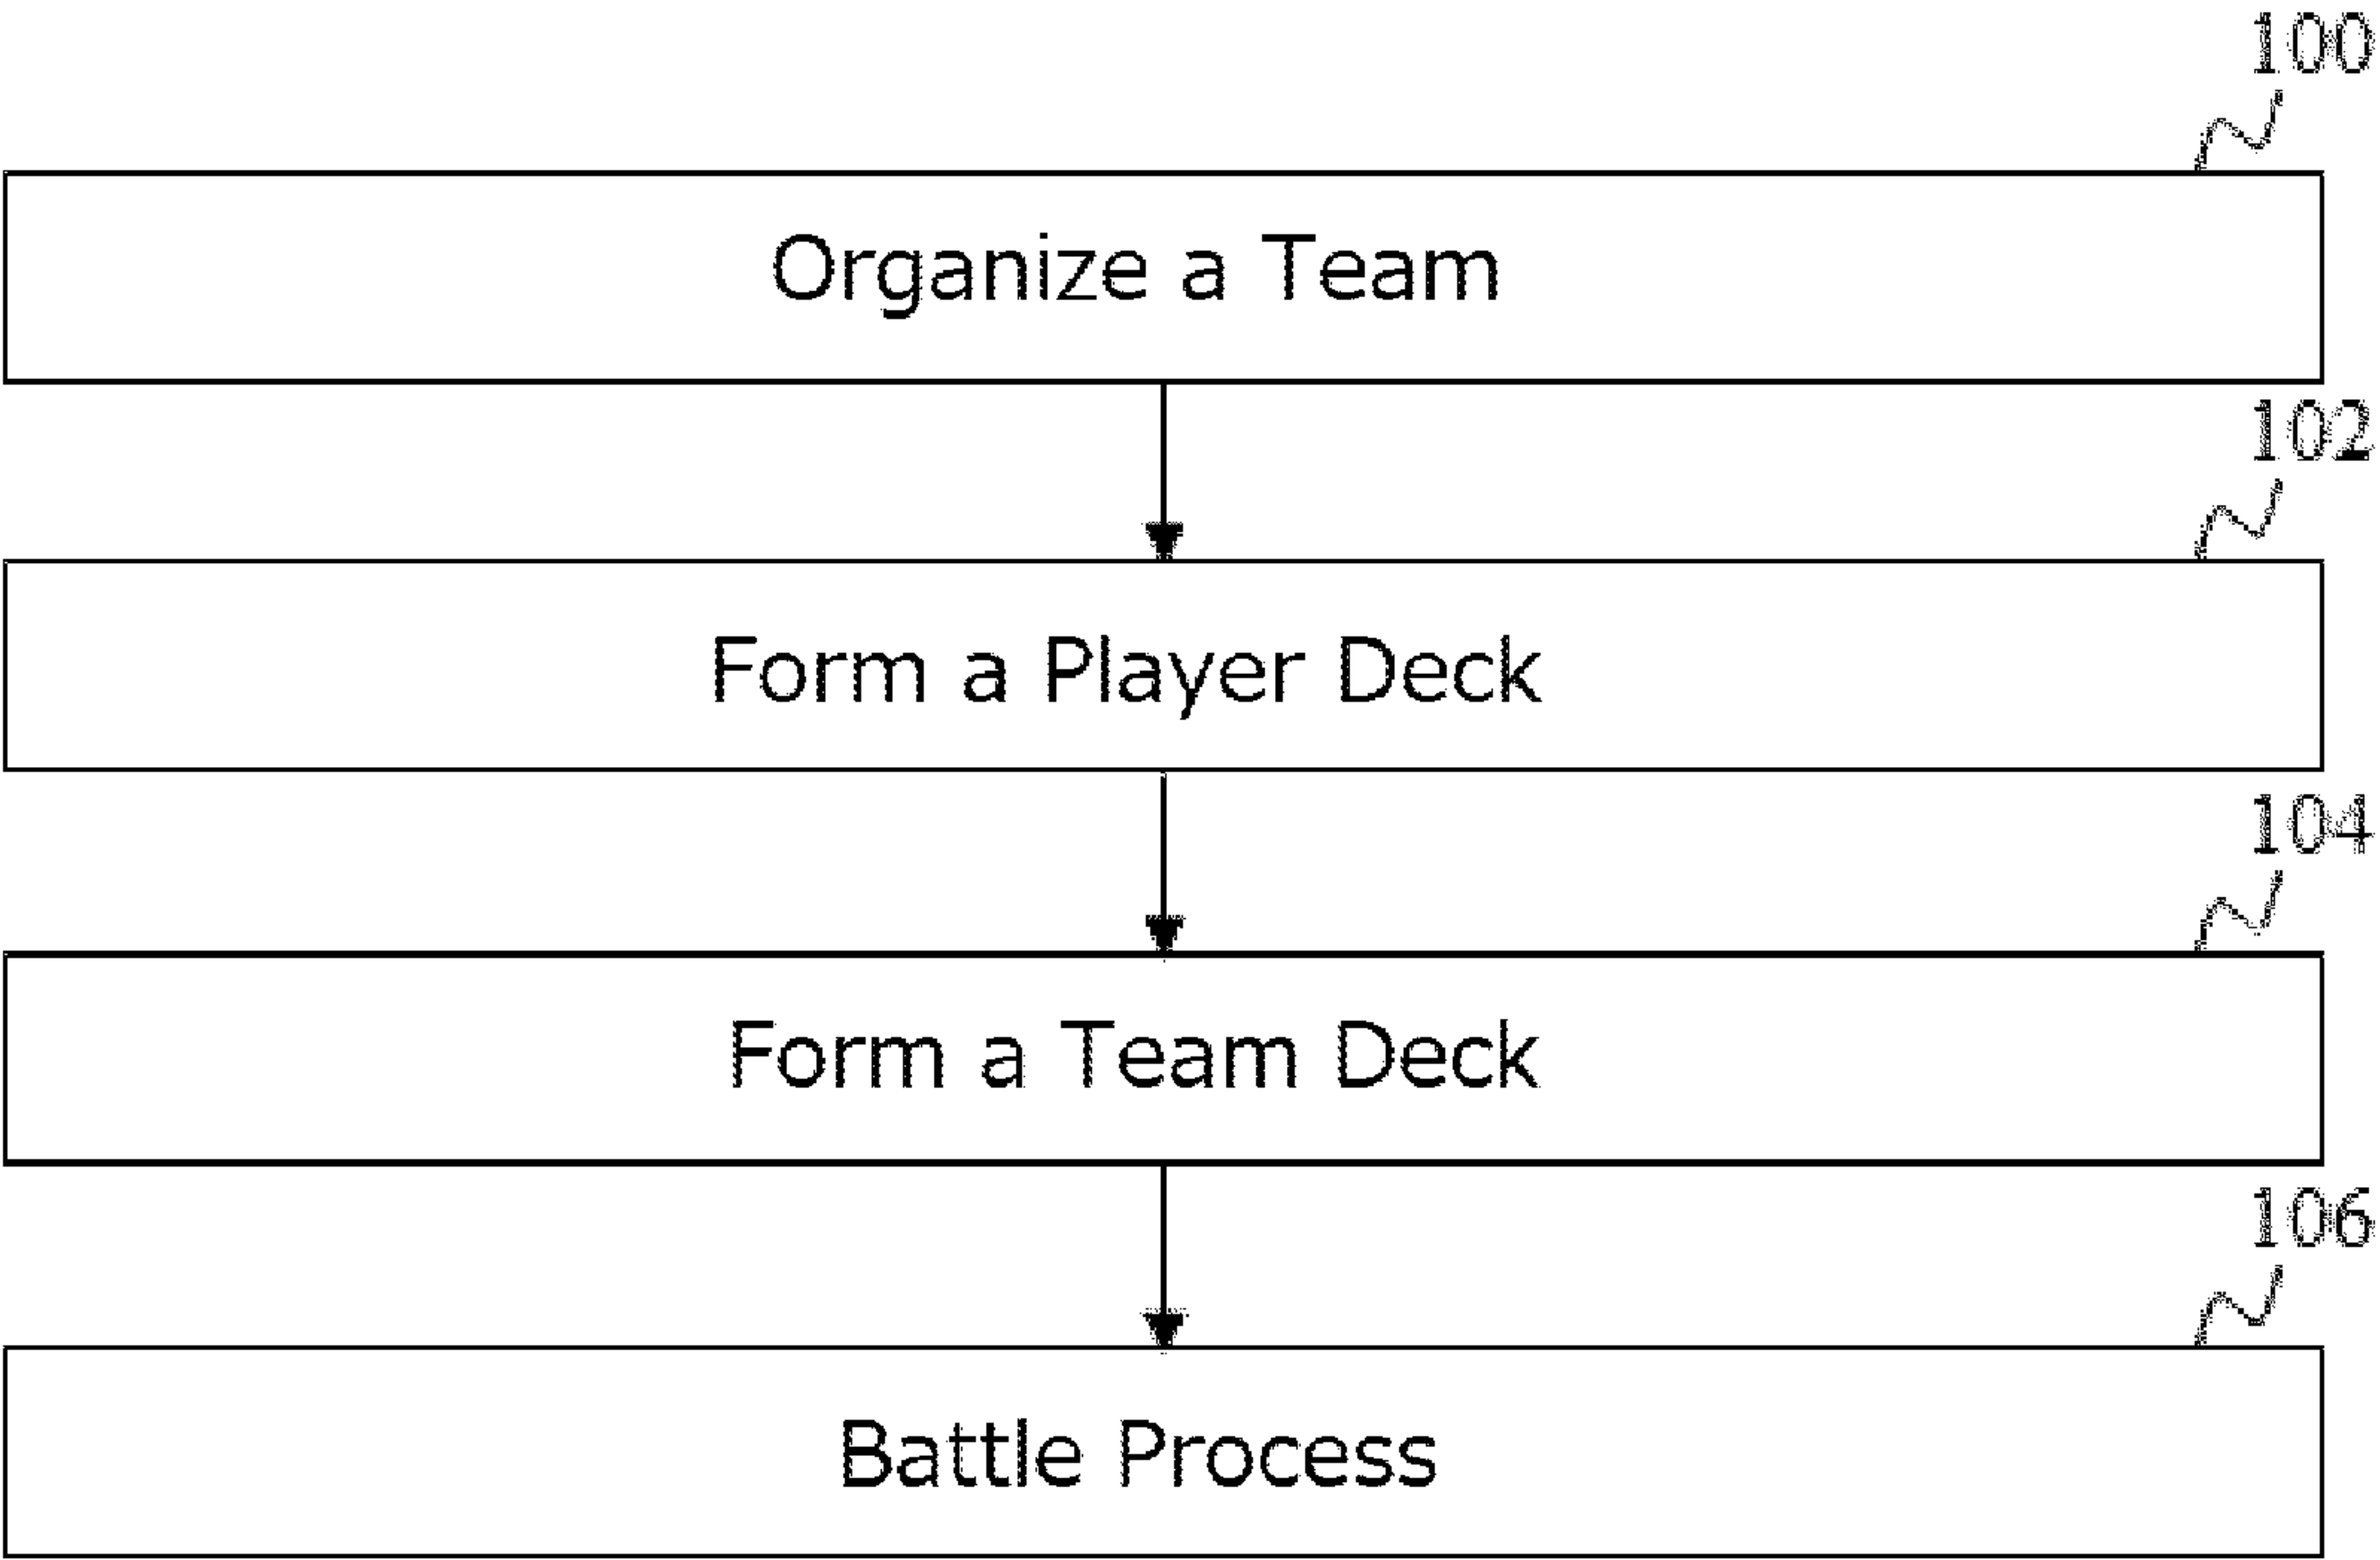 100
Organize a Team
102
Form a Player Deck
104
Form a Team Deck
106
Battle Process